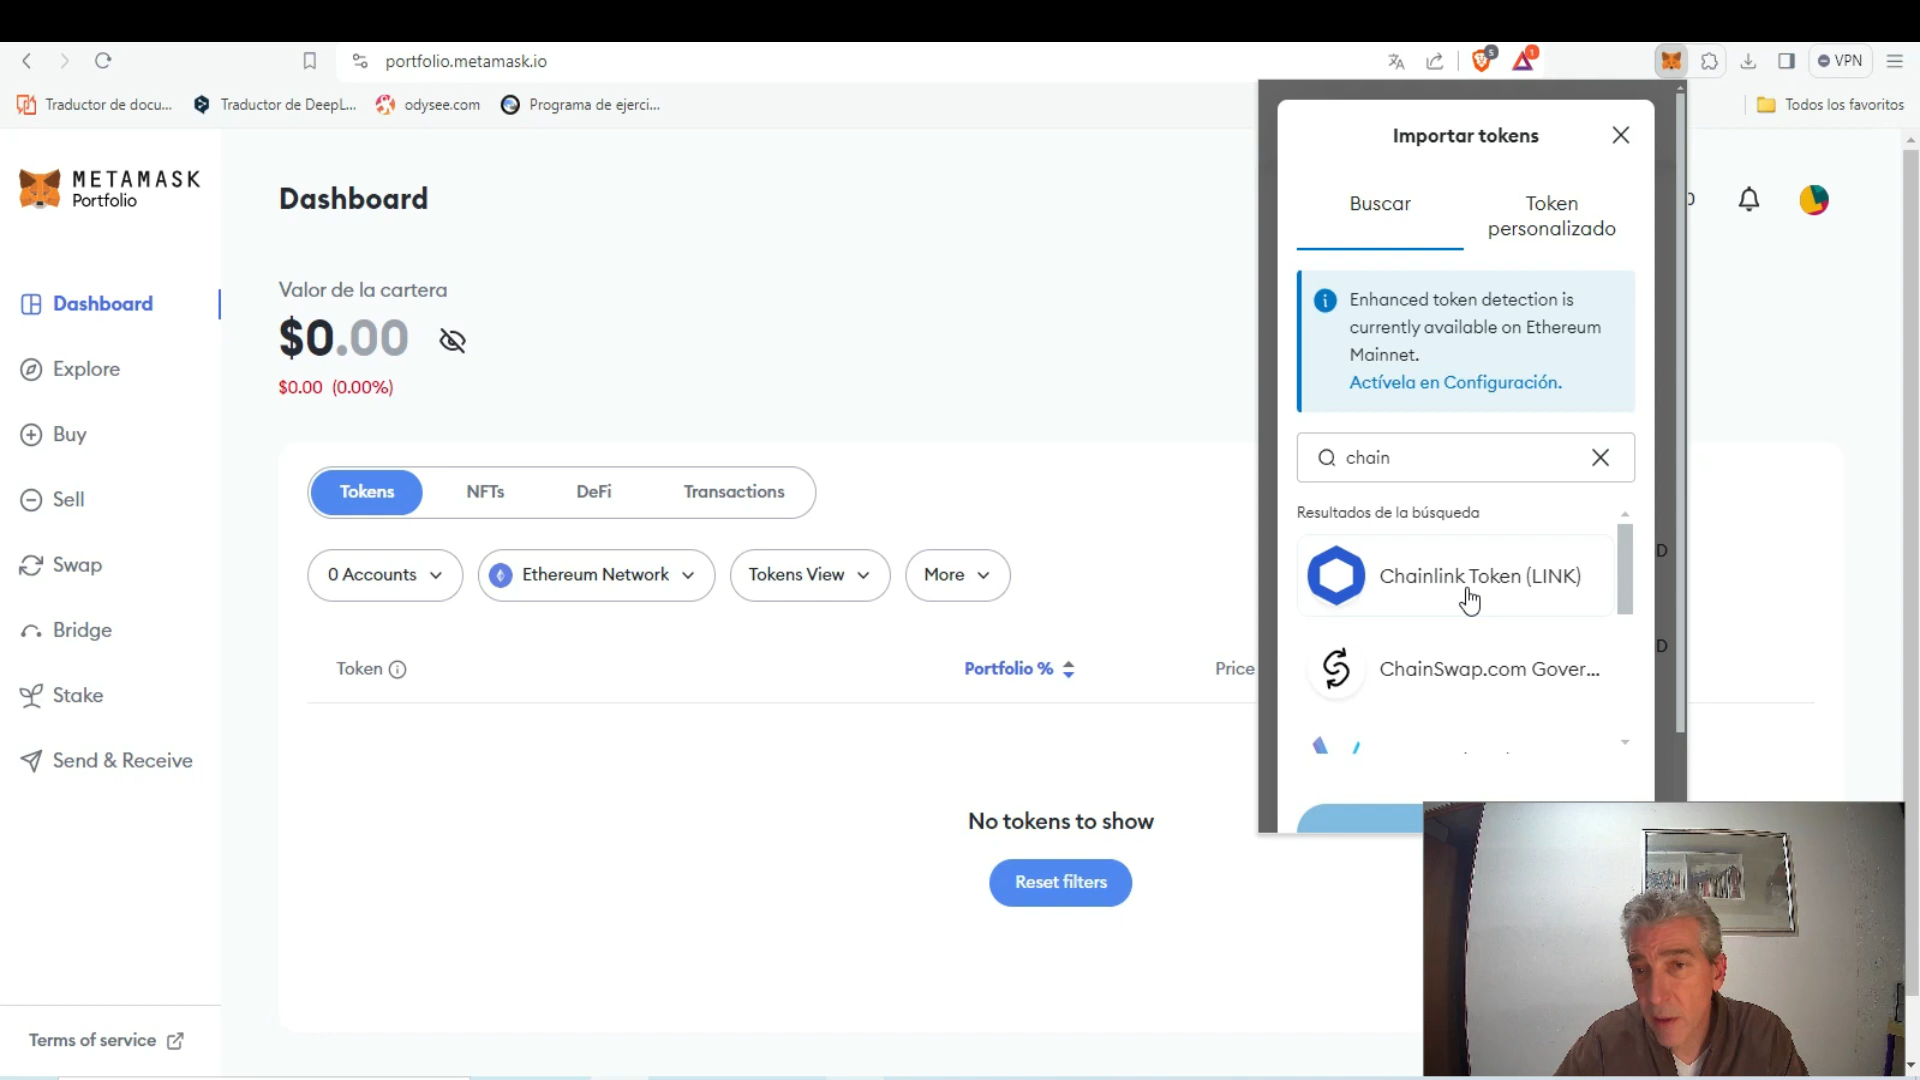 portfolio.metamask.io
5
1
VPN
Traductor de docu...
Traductor de DeepL...
odysee.com
Programa de ejerci...
Todos los favoritos
METAMASK
Portfolio
Dashboard
Explore
Buy
Sell
Swap
Bridge
Stake
Send & Receive
Terms of service
Dashboard
Valor de la cartera
$0.00
$0.00 (0.00%)
Tokens
NFTs
DeFi
Transactions
0 Accounts
Ethereum Network
Tokens View
More
Token
Portfolio %
Price
No tokens to show
Reset filters
Importar tokens
Buscar
Token
personalizado
Enhanced token detection is
currently available on Ethereum
Mainnet.
Actívela en Configuración.
chain
Resultados de la búsqueda
Chainlink Token (LINK)
ChainSwap.com Gover...
D
D